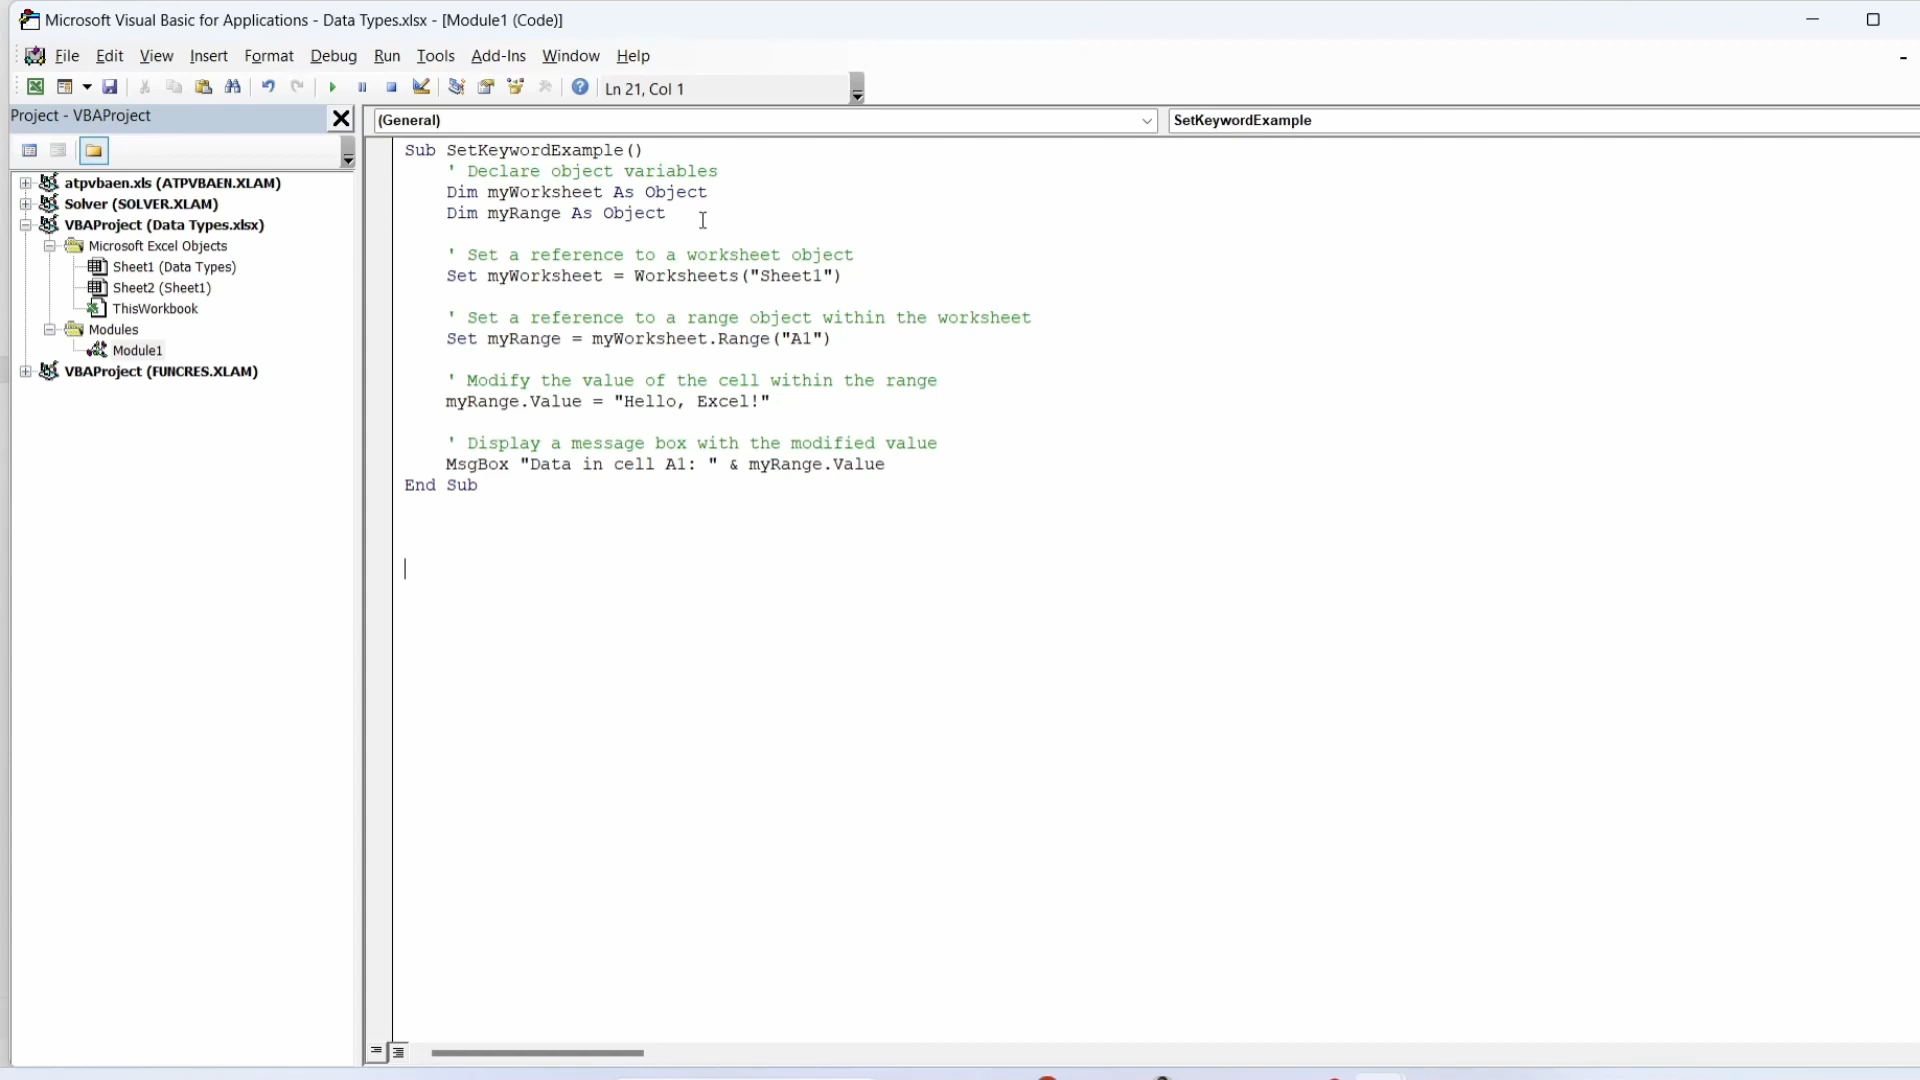 Microsoft Visual Basic for Applications - Data Types.xlsx - [Module1 (Code)]
File Edit View Insert Format Debug Run Tools Add-Ins Window Help
Ln 21, Col 1
Project - VBAProject
(General)
SetKeywordExample
atpvbaen.xls (ATPVBAEN.XLAM)
Solver (SOLVER.XLAM)
VBAProject (Data Types.xlsx)
Microsoft Excel Objects
Sheet1 (Data Types)
Sheet2 (Sheet1)
ThisWorkbook
Modules
Module1
VBAProject (FUNCRES.XLAM)
Sub SetKeywordExample()
' Declare object variables
Dim myWorksheet As Object
Dim myRange As Object
' Set a reference to a worksheet object
Set myWorksheet = Worksheets("Sheet1")
' Set a reference to a range object within the worksheet
Set myRange = myWorksheet.Range("A1")
' Modify the value of the cell within the range
myRange.Value = "Hello, Excel!"
' Display a message box with the modified value
MsgBox "Data in cell A1: " & myRange.Value
End Sub